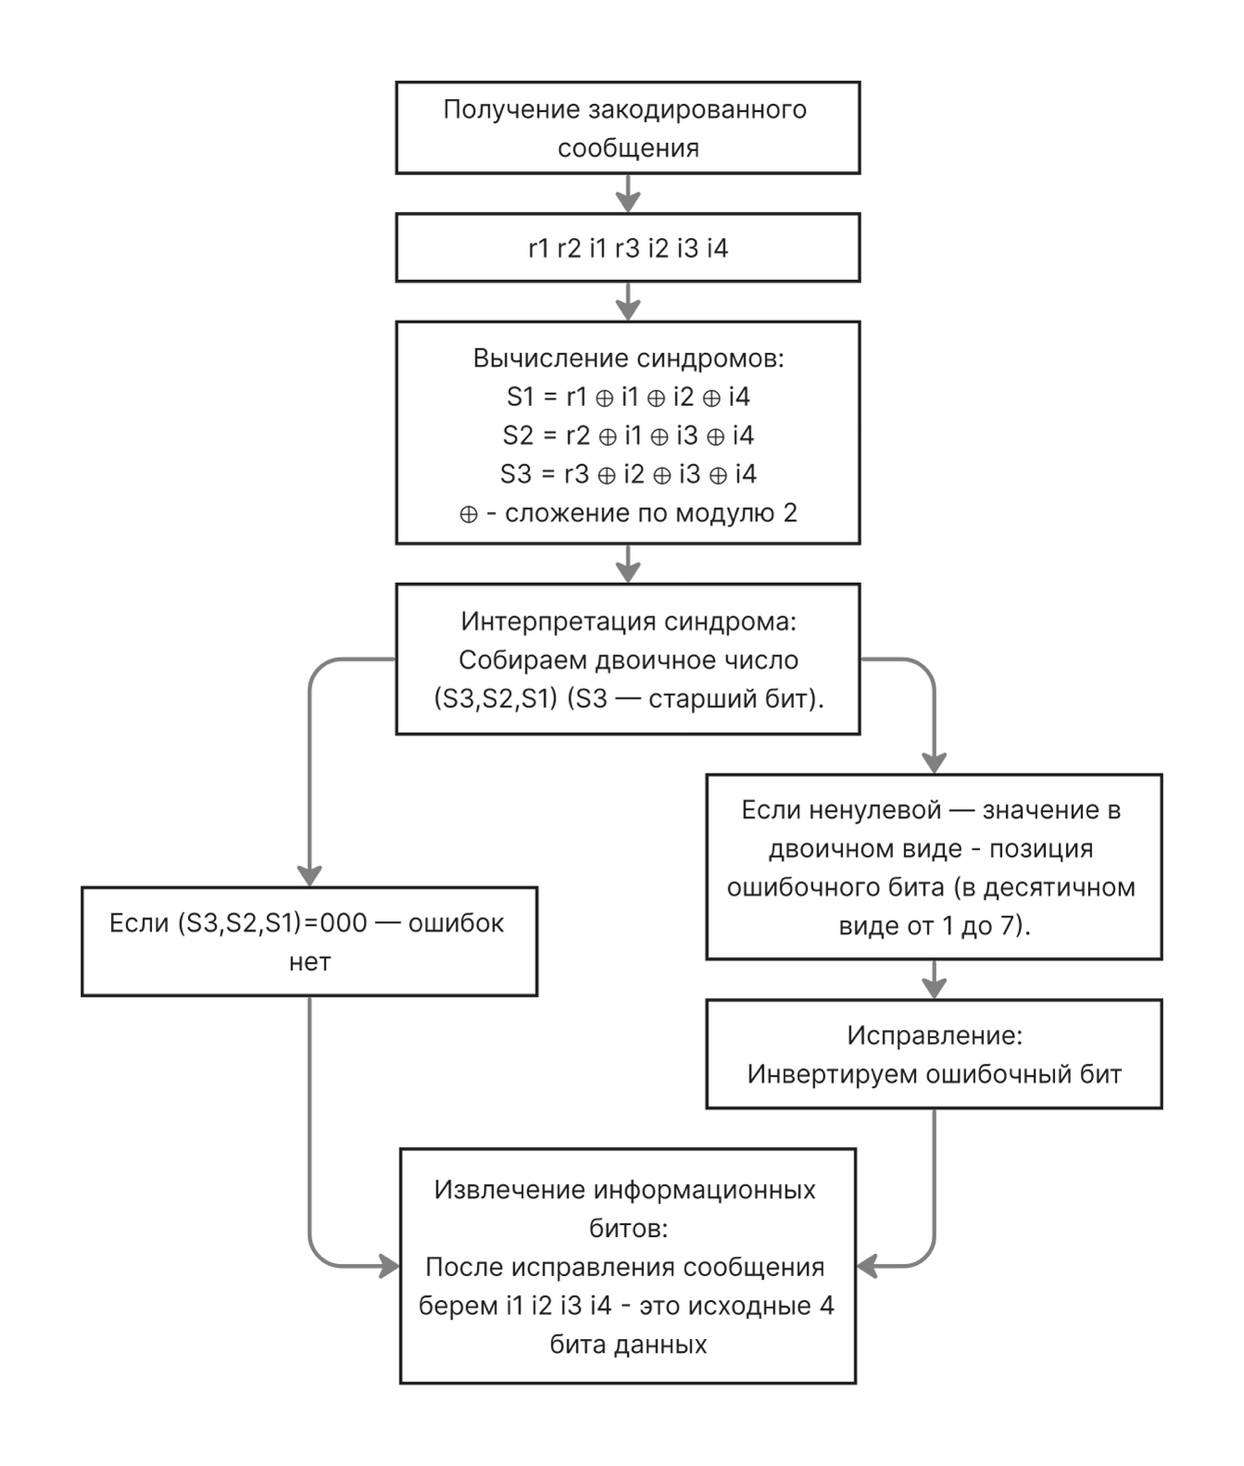 Получение закодированного
сообщения
r1 r2 i1 r3 i2 i3 i4
Вычисление синдромов:
S1 = r1 ⊕ i1 ⊕ i2 ⊕ i4
S2 = r2 ⊕ i1 ⊕ i3 ⊕ i4
S3 = r3 ⊕ i2 ⊕ i3 ⊕ i4
⊕ - сложение по модулю 2
Интерпретация синдрома:
Собираем двоичное число
(S3,S2,S1) (S3 — старший бит).
Если (S3,S2,S1)=000 — ошибок
нет
Если ненулевой — значение в
двоичном виде - позиция
ошибочного бита (в десятичном
виде от 1 до 7).
Исправление:
Инвертируем ошибочный бит
Извлечение информационных
битов:
После исправления сообщения
берем i1 i2 i3 i4 - это исходные 4
бита данных